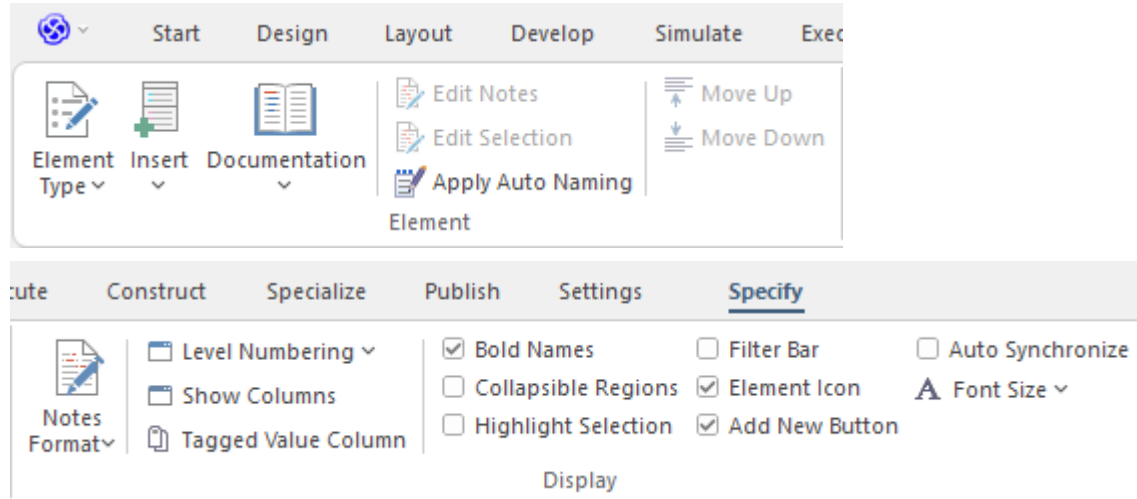 Start Design Layout Develop Simulate Exec
Element Type
Insert
Documentation
Edit Notes
Edit Selection
Apply Auto Naming
Move Up
Move Down
Element
cute Construct Specialize Publish Settings Specify
Notes
Format
Level Numbering
Show Columns
Tagged Value Column
Bold Names
Collapsible Regions
Highlight Selection
Filter Bar
Element Icon
Add New Button
Auto Synchronize
A Font Size
Display